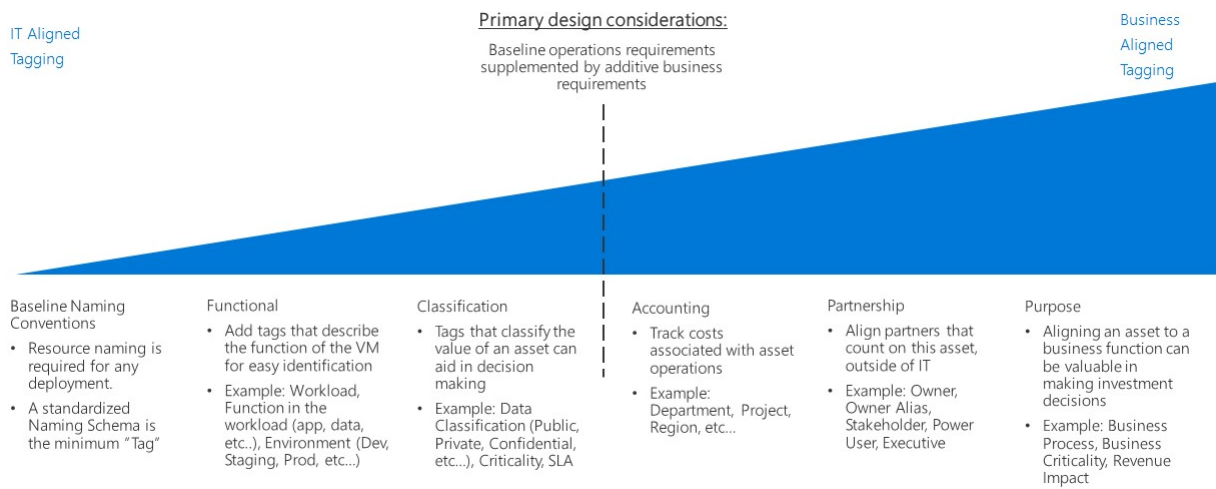 IT Aligned
Tagging
Primary design considerations:
Baseline operations requirements
supplemented by additive business
requirements
Business
Aligned
Tagging
Baseline Naming
Conventions
• Resource naming is
required for any
deployment.
• A standardized
Naming Schema is
the minimum “Tag”
Functional
• Add tags that describe
the function of the VM
for easy identification
• Example: Workload,
Function in the
workload (app, data,
etc..), Environment (Dev,
Staging, Prod, etc...)
Classification
• Tags that classify the
value of an asset can
aid in decision
making
• Example: Data
Classification (Public,
Private, Confidential,
etc...), Criticality, SLA
Accounting
• Track costs
associated with asset
operations
• Example:
Department, Project,
Region, etc...
Partnership
• Align partners that
count on this asset,
outside of IT
• Example: Owner,
Owner Alias,
Stakeholder, Power
User, Executive
Purpose
• Aligning an asset to a
business function can
be valuable in
making investment
decisions
• Example: Business
Process, Business
Criticality, Revenue
Impact